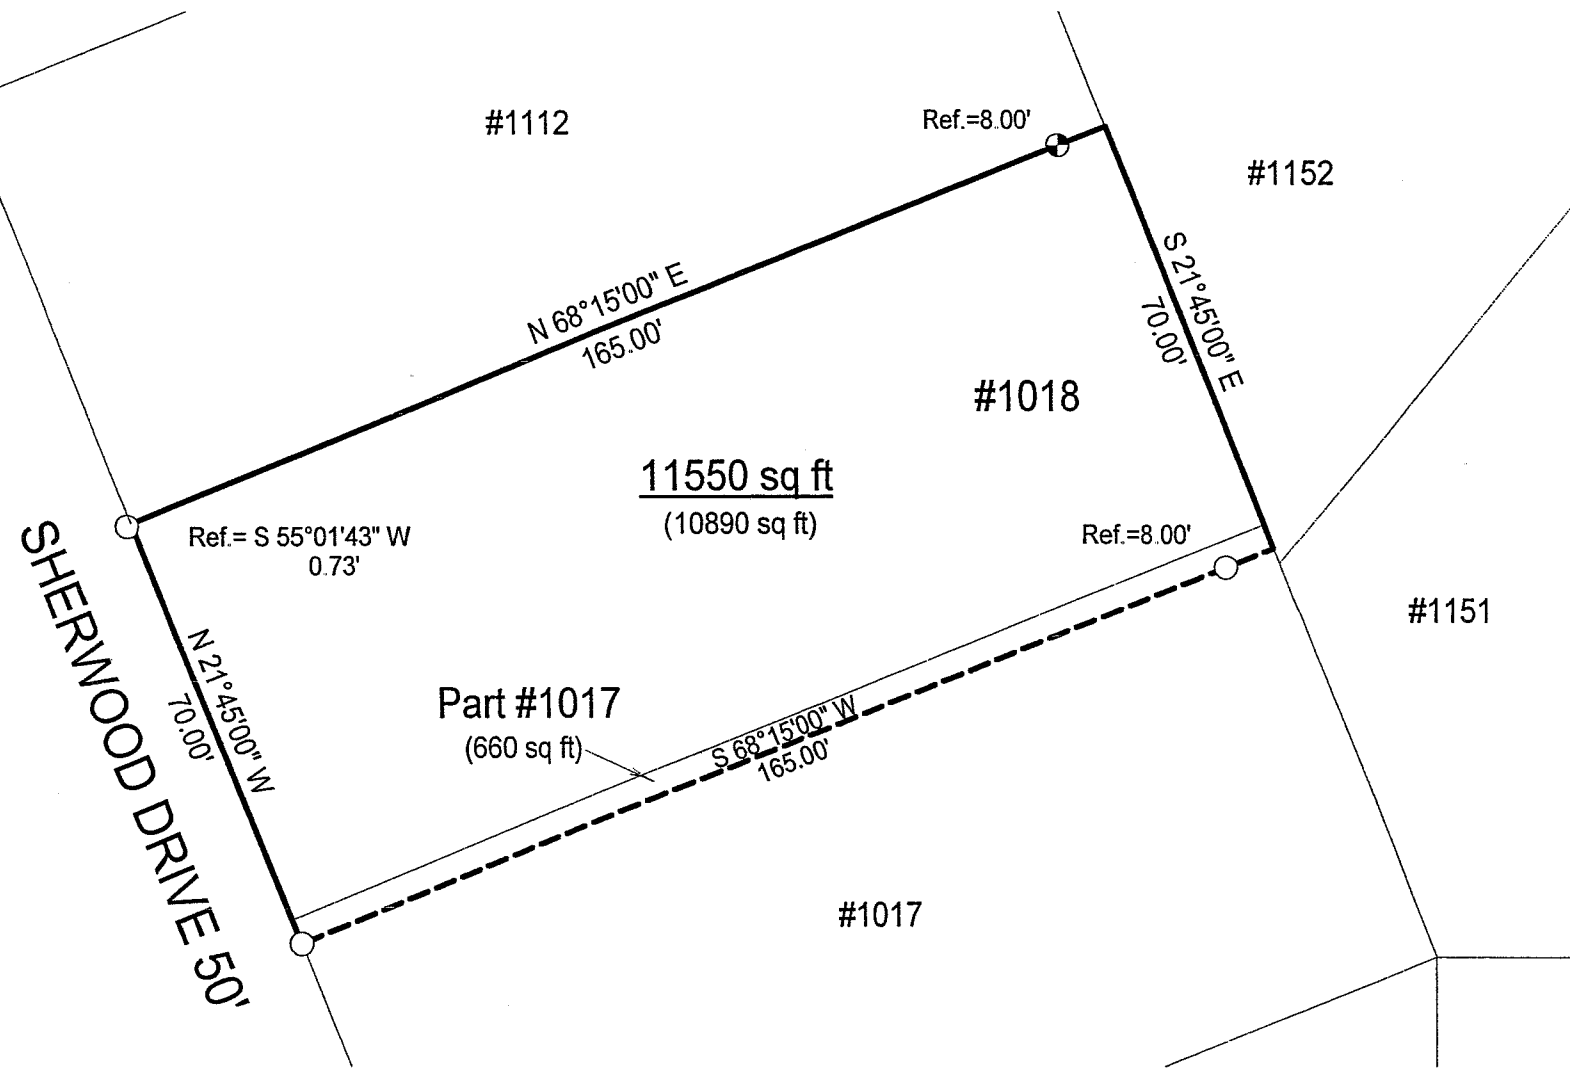 #1112
Ref.=8.00'
#1152
N 68°15'00" E
165.00'
S 21°45'00" E
70.00'
#1018
11550 sq ft
(10890 sq ft)
Ref.= S 55°01'43" W
0.73'
Ref.=8.00'
SHERWOOD DRIVE 50'
N 21°45'00" W
70.00'
#1151
Part #1017
(660 sq ft)
S 68°15'00" W
165.00'
#1017